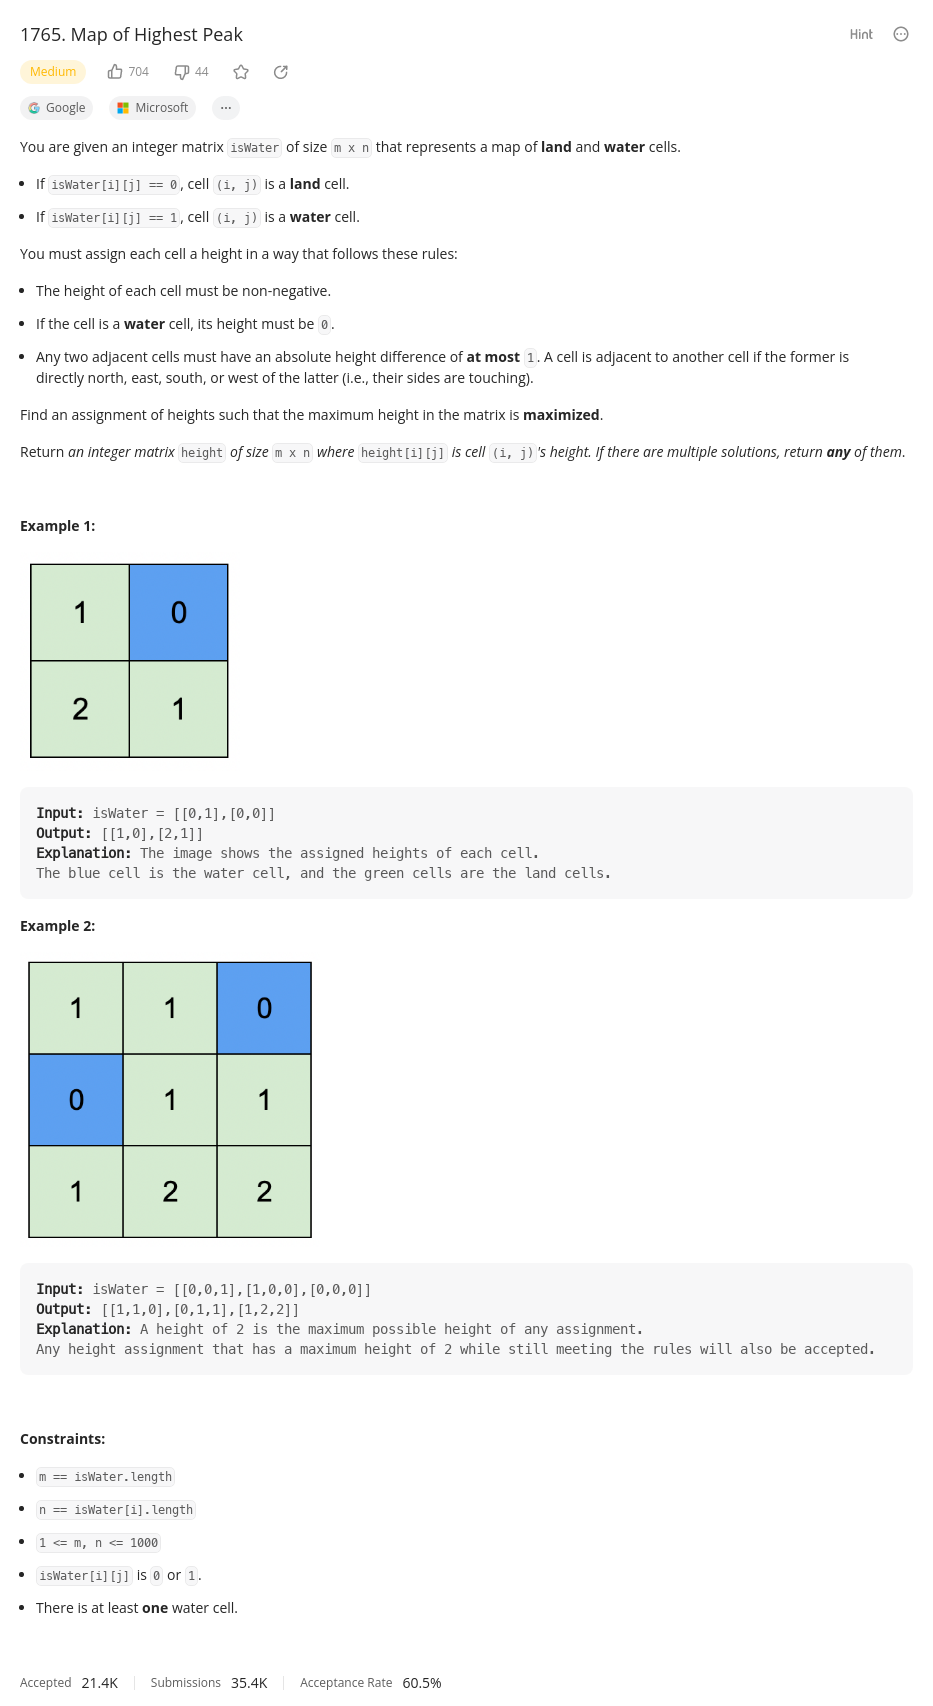 1765. Map of Highest Peak
Hint
Medium 704 44
Google Microsoft ...
You are given an integer matrix isWater of size m x n that represents a map of land and water cells.
• If isWater[i][j] == 0, cell (i, j) is a land cell.
• If isWater[i][j] == 1, cell (i, j) is a water cell.
You must assign each cell a height in a way that follows these rules:
• The height of each cell must be non-negative.
• If the cell is a water cell, its height must be 0.
• Any two adjacent cells must have an absolute height difference of at most 1. A cell is adjacent to another cell if the former is
directly north, east, south, or west of the latter (i.e., their sides are touching).
Find an assignment of heights such that the maximum height in the matrix is maximized.
Return an integer matrix height of size m x n where height[i][j] is cell (i, j)'s height. If there are multiple solutions, return any of them.
Example 1:
1 0
2 1
Input: isWater = [[0,1],[0,0]]
Output: [[1,0],[2,1]]
Explanation: The image shows the assigned heights of each cell.
The blue cell is the water cell, and the green cells are the land cells.
Example 2:
1 1 0
0 1 1
1 2 2
Input: isWater = [[0,0,1],[1,0,0],[0,0,0]]
Output: [[1,1,0],[0,1,1],[1,2,2]]
Explanation: A height of 2 is the maximum possible height of any assignment.
Any height assignment that has a maximum height of 2 while still meeting the rules will also be accepted.
Constraints:
• m == isWater.length
• n == isWater[i].length
• 1 <= m, n <= 1000
• isWater[i][j] is 0 or 1.
• There is at least one water cell.
Accepted 21.4K Submissions 35.4K Acceptance Rate 60.5%